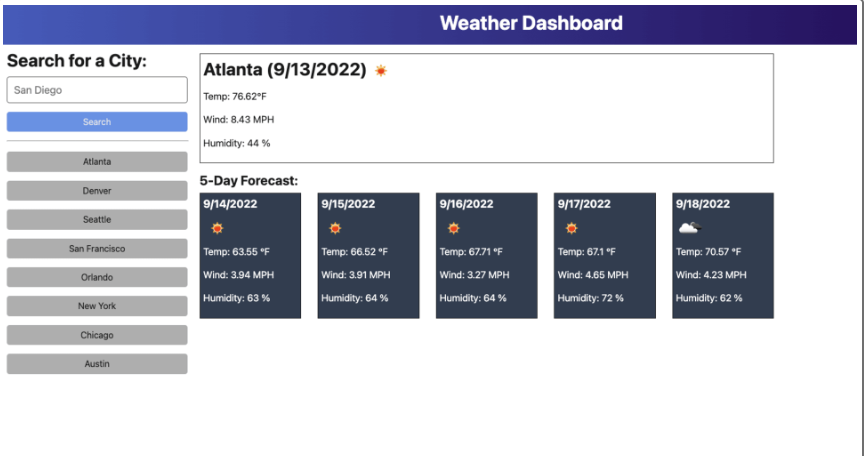 Weather Dashboard
Search for a City:
San Diego
Search
Atlanta
Denver
Seattle
San Francisco
Orlando
New York
Chicago
Austin
Atlanta (9/13/2022)
Temp: 76.62°F
Wind: 8.43 MPH
Humidity: 44 %
5-Day Forecast:
9/14/2022
Temp: 63.55 °F
Wind: 3.94 MPH
Humidity: 63 %
9/15/2022
Temp: 66.52 °F
Wind: 3.91 MPH
Humidity: 64 %
9/16/2022
Temp: 67.71 °F
Wind: 3.27 MPH
Humidity: 64 %
9/17/2022
Temp: 67.1 °F
Wind: 4.65 MPH
Humidity: 72 %
9/18/2022
Temp: 70.57 °F
Wind: 4.23 MPH
Humidity: 62 %